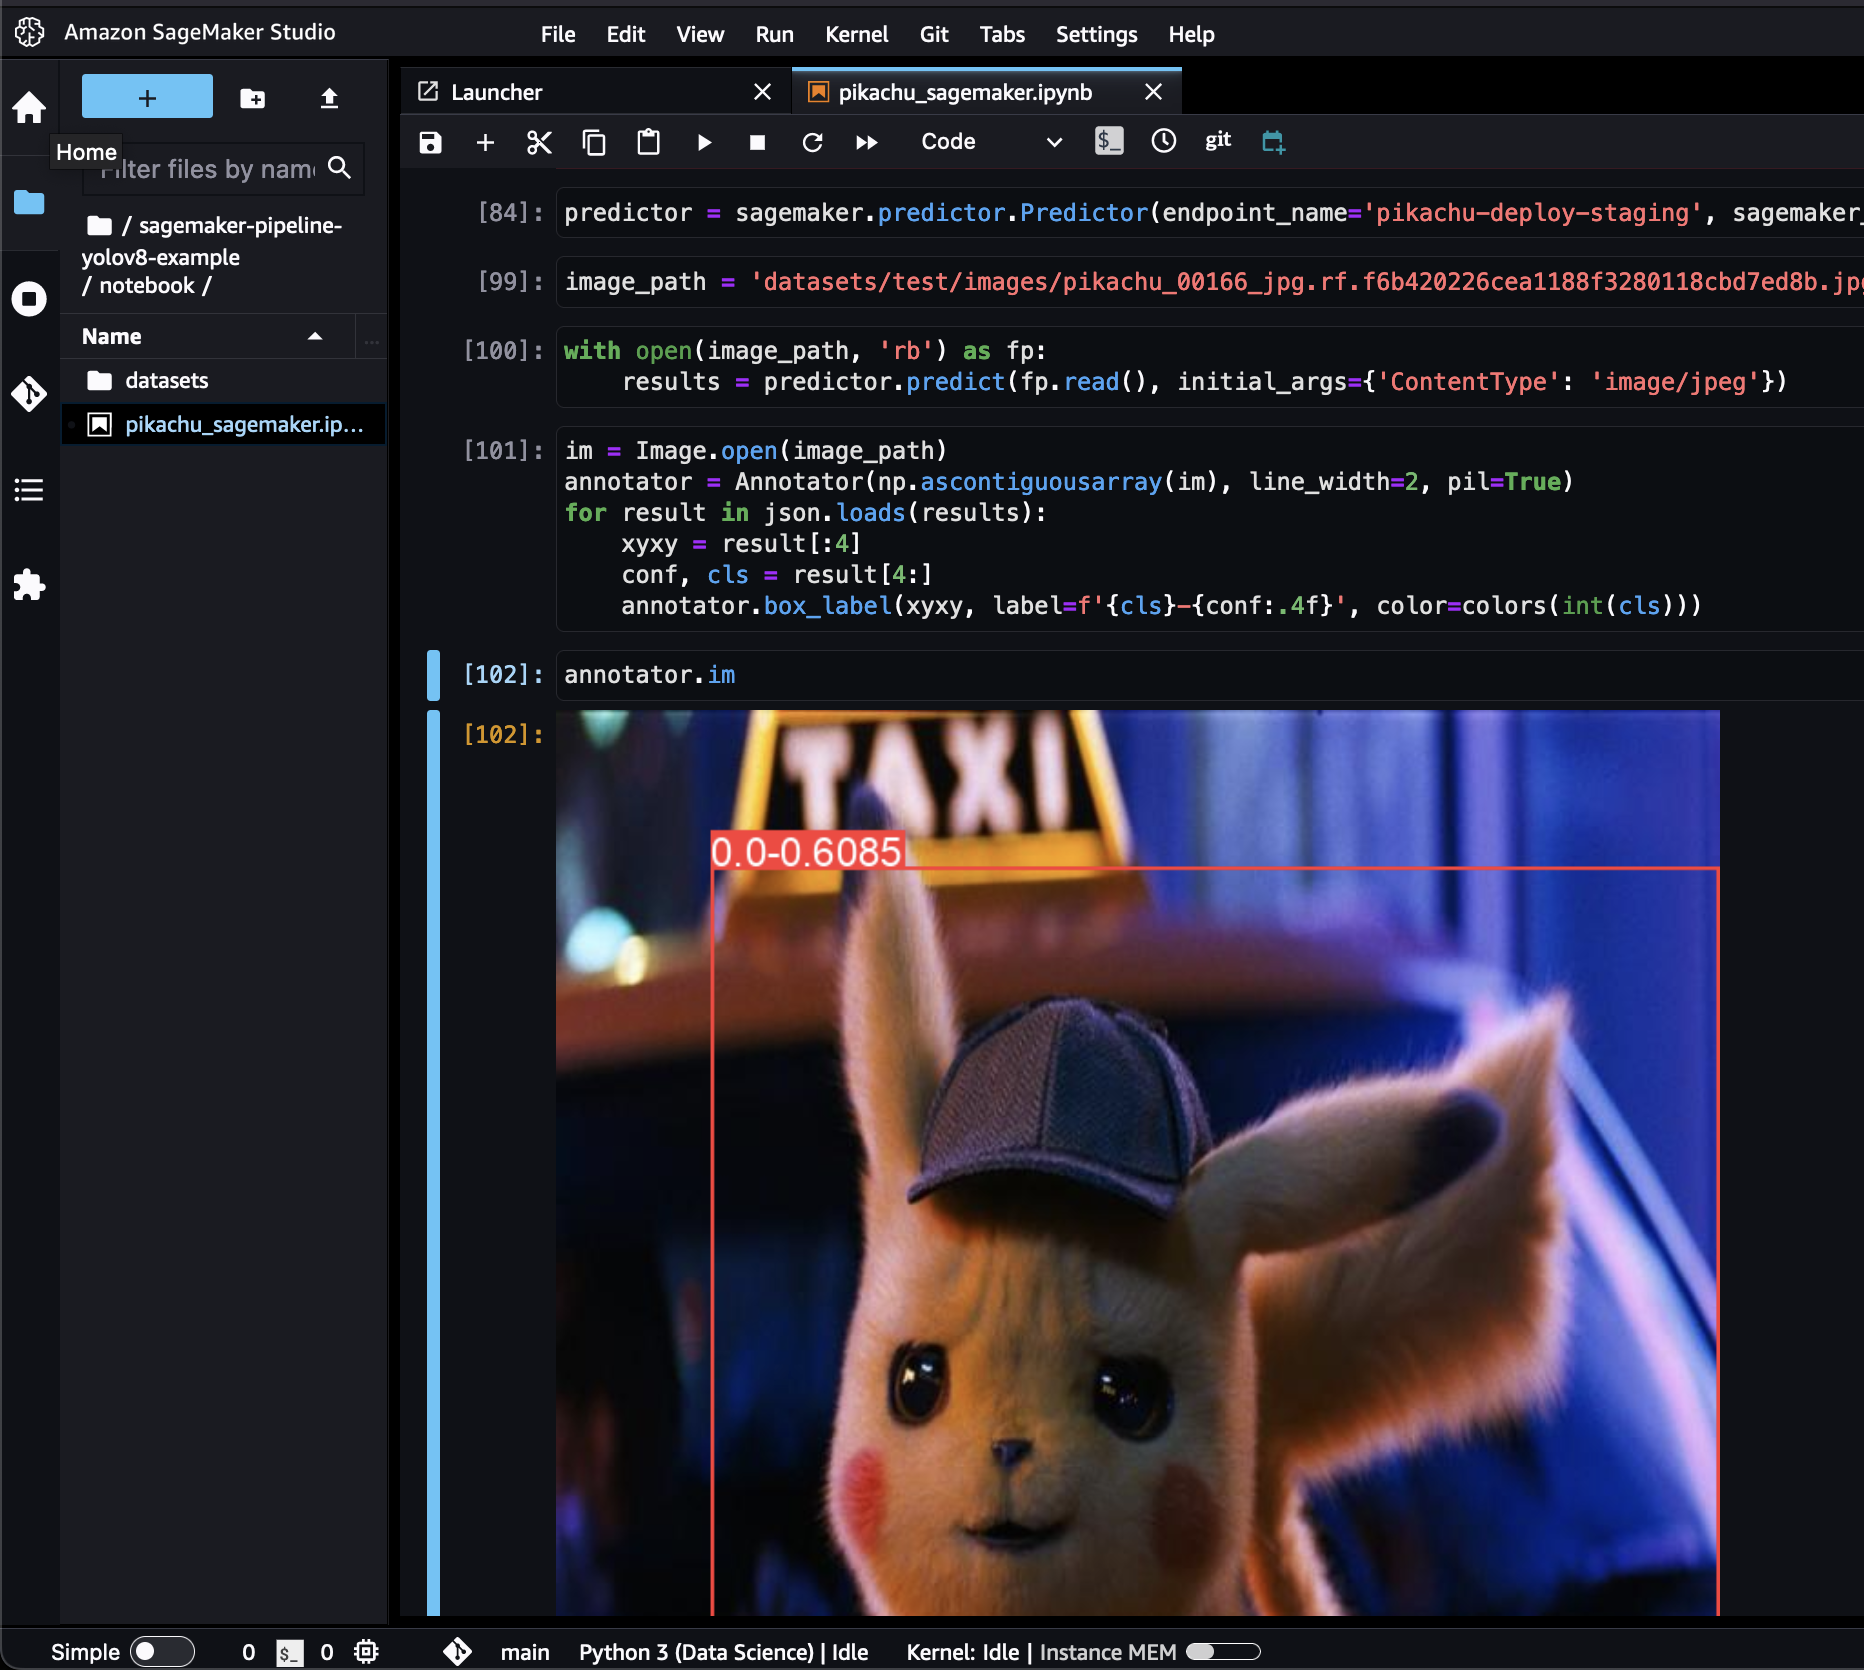 Amazon SageMaker Studio
File Edit View Run Kernel Git Tabs Settings Help
+
Home
files by
/ sagemaker-pipeline-
yolov8-example
/ notebook /
Name
...
datasets
pikachu_sagemaker.ip...
Launcher
pikachu_sagemaker.ipynb
Code
$_
git
[84]: predictor = sagemaker.predictor.Predictor(endpoint_name='pikachu-deploy-staging', sagemaker_
[99]: image_path = 'datasets/test/images/pikachu_00166_jpg.rf.f6b420226cea1188f3280118cbd7ed8b.jpg
[100]: with open(image_path, 'rb') as fp:
results = predictor.predict(fp.read(), initial_args={'ContentType': 'image/jpeg'})
[101]: im = Image.open(image_path)
annotator = Annotator(np.ascontiguousarray(im), line_width=2, pil=True)
for result in json.loads(results):
xyxy = result[:4]
conf, cls = result[4:]
annotator.box_label(xyxy, label=f'{cls}-{conf:.4f}', color=colors(int(cls)))
[102]: annotator.im
[102]:
TAXI
0.0-0.6085
Simple 0 $_ 0 main Python 3 (Data Science) | Idle Kernel: Idle | Instance MEM